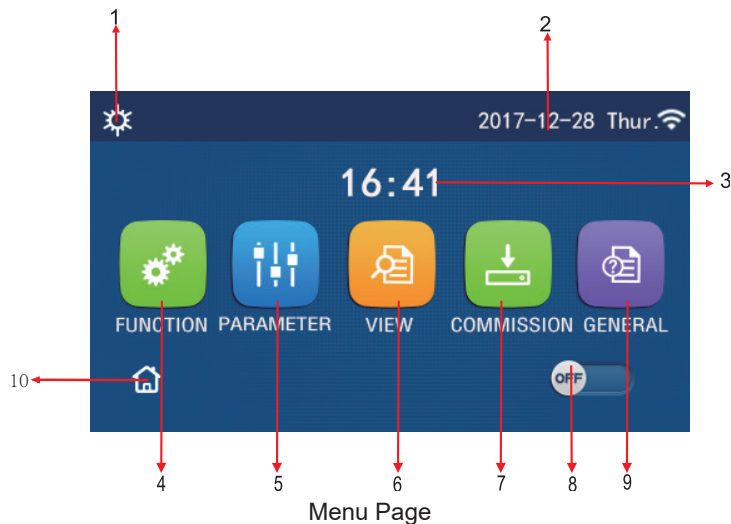 1
2
2017-12-28 Thur.
16:41
3
FUNCTION PARAMETER VIEW COMMISSION GENERAL
10
OFF
4 5 6 7 8 9
Menu Page